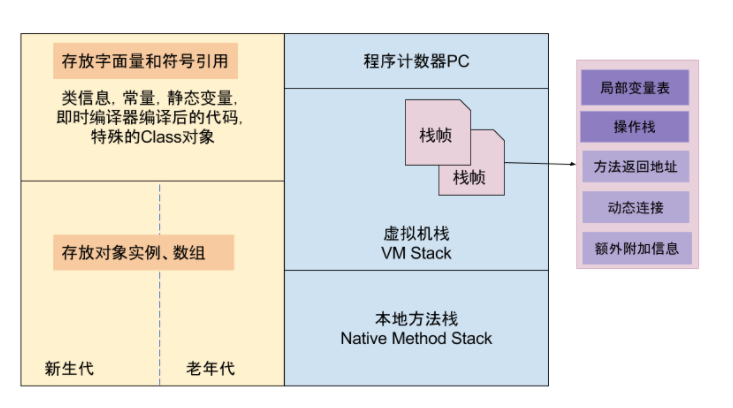 存放字面量和符号引用
类信息, 常量, 静态变量,
即时编译器编译后的代码,
特殊的Class对象
存放对象实例、数组
新生代
老年代
程序计数器PC
栈帧
栈帧
虚拟机栈
VM Stack
本地方法栈
Native Method Stack
局部变量表
操作栈
方法返回地址
动态连接
额外附加信息